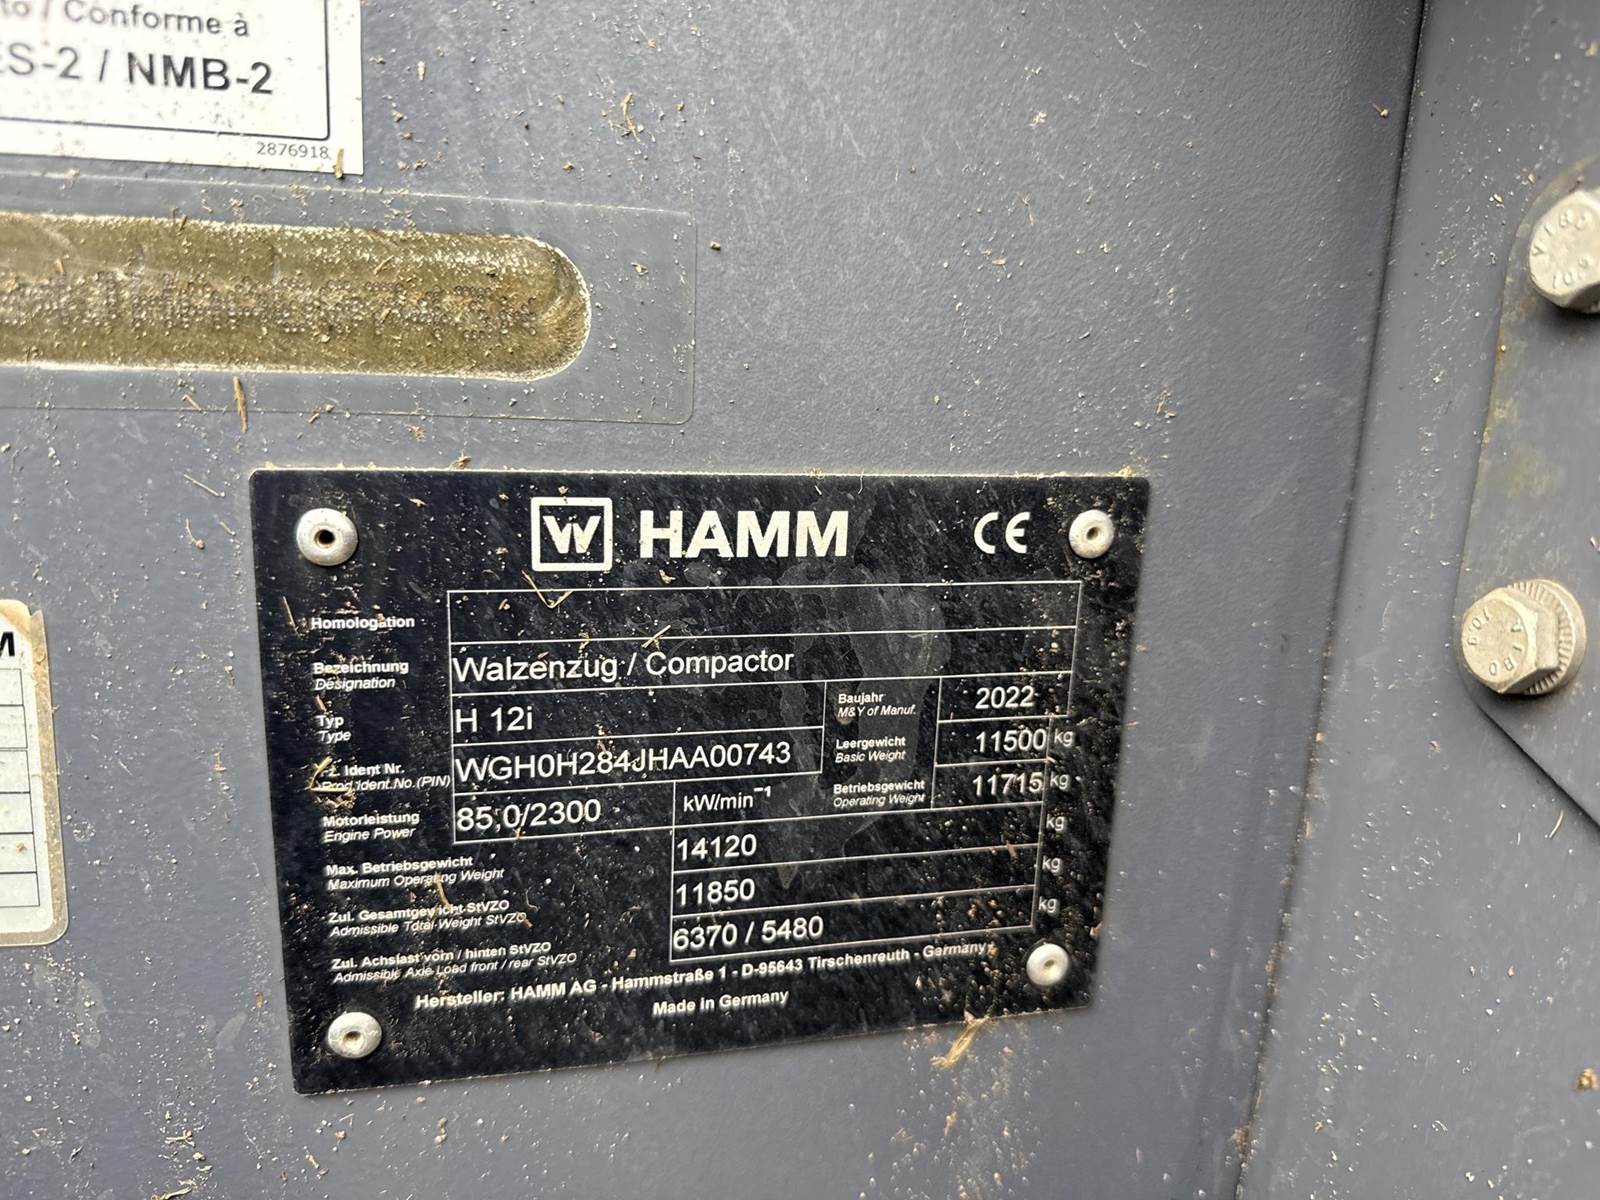 to / Conforme à
ES-2 / NMB-2
2876918
M
W HAMM CE
Homologation
Bezeichnung
Designation
Walzenzug / Compactor
Typ
Type
H 12i
Baujahr
M&Y of Manuf.
2022
Fz. Ident Nr.
Prod Ident.No.(PIN)
WGH0H284JHAA00743
Leergewicht
Basic Weight
11500 kg
Motorleistung
Engine Power
85,0/2300 kW/min⁻¹
Betriebsgewicht
Operating Weight
11715 kg
Max. Betriebsgewicht
Maximum Operating Weight
14120 kg
Zul. Gesamtgewicht StVZO
Admissible Total Weight StVZO
11850 kg
Zul. Achslast vorn / hinten StVZO
Admissible Axle Load front / rear StVZO
6370 / 5480 kg
Hersteller: HAMM AG - Hammstraße 1 - D-95643 Tirschenreuth - Germany
Made in Germany